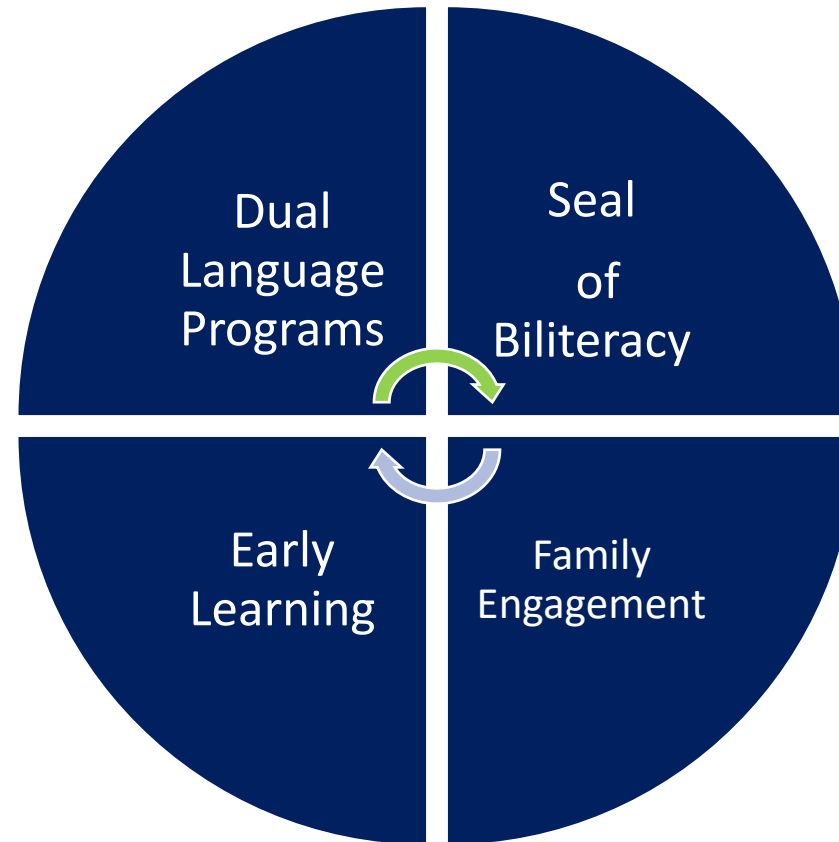 Dual
Language
Programs
Seal
of
Biliteracy
Early
Learning
Family
Engagement